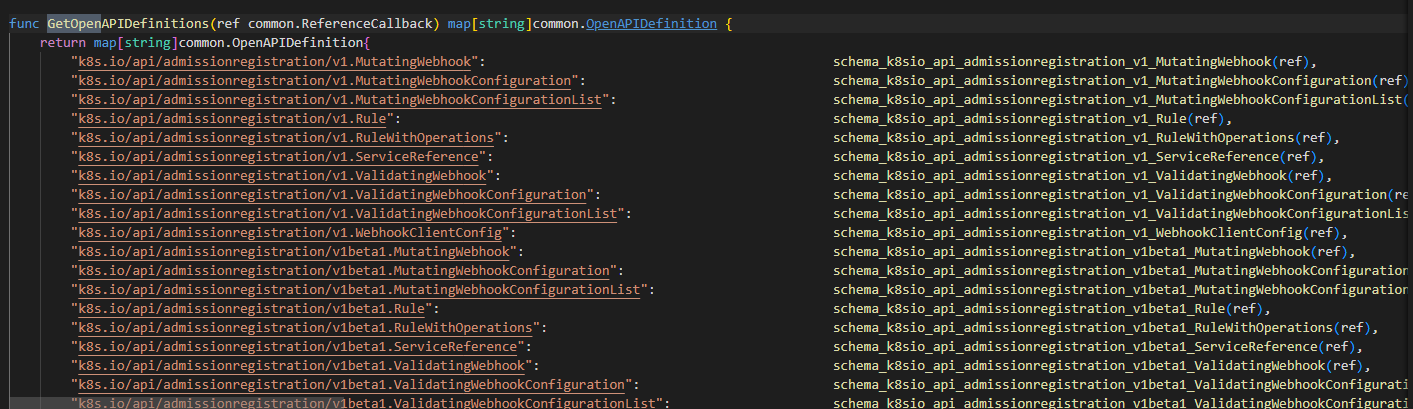 func GetOpenAPIDefinitions(ref common.ReferenceCallback) map[string]common.OpenAPIDefinition {
return map[string]common.OpenAPIDefinition{
"k8s.io/api/admissionregistration/v1.MutatingWebhook": schema_k8sio_api_admissionregistration_v1_MutatingWebhook(ref),
"k8s.io/api/admissionregistration/v1.MutatingWebhookConfiguration": schema_k8sio_api_admissionregistration_v1_MutatingWebhookConfiguration(ref)
"k8s.io/api/admissionregistration/v1.MutatingWebhookConfigurationList": schema_k8sio_api_admissionregistration_v1_MutatingWebhookConfigurationList(
"k8s.io/api/admissionregistration/v1.Rule": schema_k8sio_api_admissionregistration_v1_Rule(ref),
"k8s.io/api/admissionregistration/v1.RuleWithOperations": schema_k8sio_api_admissionregistration_v1_RuleWithOperations(ref),
"k8s.io/api/admissionregistration/v1.ServiceReference": schema_k8sio_api_admissionregistration_v1_ServiceReference(ref),
"k8s.io/api/admissionregistration/v1.ValidatingWebhook": schema_k8sio_api_admissionregistration_v1_ValidatingWebhook(ref),
"k8s.io/api/admissionregistration/v1.ValidatingWebhookConfiguration": schema_k8sio_api_admissionregistration_v1_ValidatingWebhookConfiguration(re
"k8s.io/api/admissionregistration/v1.ValidatingWebhookConfigurationList": schema_k8sio_api_admissionregistration_v1_ValidatingWebhookConfigurationLis
"k8s.io/api/admissionregistration/v1.WebhookClientConfig": schema_k8sio_api_admissionregistration_v1_WebhookClientConfig(ref),
"k8s.io/api/admissionregistration/v1beta1.MutatingWebhook": schema_k8sio_api_admissionregistration_v1beta1_MutatingWebhook(ref),
"k8s.io/api/admissionregistration/v1beta1.MutatingWebhookConfiguration": schema_k8sio_api_admissionregistration_v1beta1_MutatingWebhookConfiguration
"k8s.io/api/admissionregistration/v1beta1.MutatingWebhookConfigurationList": schema_k8sio_api_admissionregistration_v1beta1_MutatingWebhookConfiguration
"k8s.io/api/admissionregistration/v1beta1.Rule": schema_k8sio_api_admissionregistration_v1beta1_Rule(ref),
"k8s.io/api/admissionregistration/v1beta1.RuleWithOperations": schema_k8sio_api_admissionregistration_v1beta1_RuleWithOperations(ref),
"k8s.io/api/admissionregistration/v1beta1.ServiceReference": schema_k8sio_api_admissionregistration_v1beta1_ServiceReference(ref),
"k8s.io/api/admissionregistration/v1beta1.ValidatingWebhook": schema_k8sio_api_admissionregistration_v1beta1_ValidatingWebhook(ref),
"k8s.io/api/admissionregistration/v1beta1.ValidatingWebhookConfiguration": schema_k8sio_api_admissionregistration_v1beta1_ValidatingWebhookConfigurati
"k8s.io/api/admissionregistration/v1beta1.ValidatingWebhookConfigurationList": schema_k8sio_api_admissionregistration_v1beta1_ValidatingWebhookConfigurati